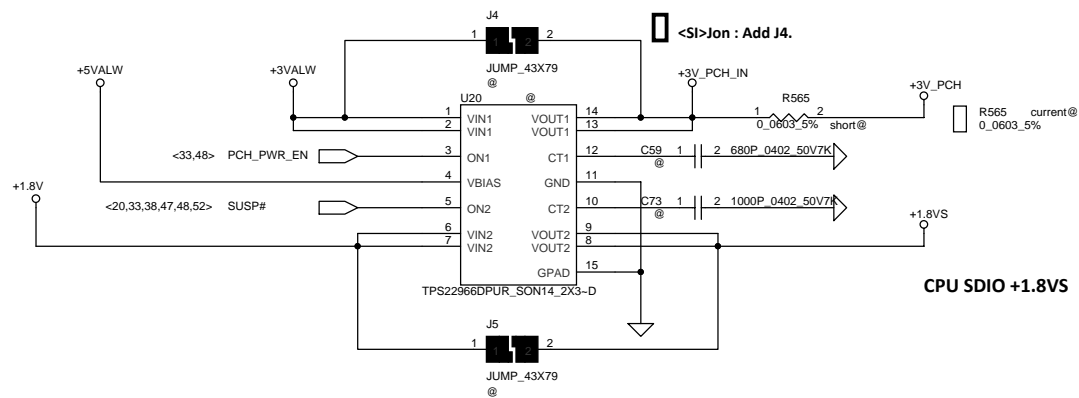 J4
1 1 2 2
<SI>Jon : Add J4.
JUMP_43X79
@
+5VALW
+3VALW
+3V_PCH_IN
+3V_PCH
U20 @
R565
1 2
0_0603_5% short@
R565 current@
0_0603_5%
1 VIN1 VOUT1 14
2 VIN1 VOUT1 13
<33,48> PCH_PWR_EN 3 ON1 CT1 12 C59 1 2 680P_0402_50V7K
@
+1.8V
4 VBIAS GND 11
<20,33,38,47,48,52> SUSP# 5 ON2 CT2 10 C73 1 2 1000P_0402_50V7K
@
+1.8VS
6 VIN2 VOUT2 9
7 VIN2 VOUT2 8
GPAD 15
TPS22966DPUR_SON14_2X3~D
CPU SDIO +1.8VS
J5
1 1 2 2
JUMP_43X79
@